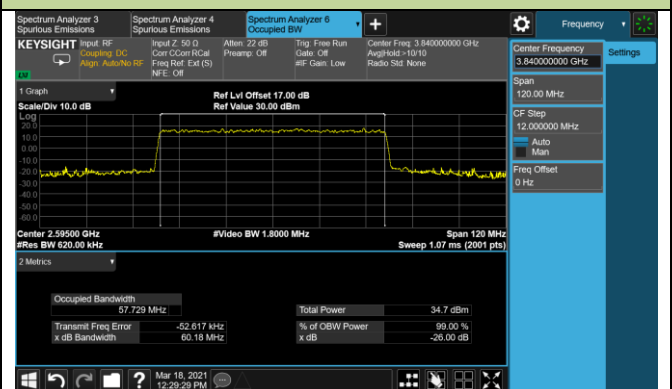 Spectrum Analyzer 3
Spurious Emissions
Spectrum Analyzer 4
Spurious Emissions
Spectrum Analyzer 6
Occupied BW
+
Frequency
KEYSIGHT
Input: RF
Coupling: DC
Align: Auto/No RF
Input Z: 50 Ω
Corr CCorr RCal
Freq Ref: Ext (S)
NFE: Off
Atten: 22 dB
Preamp: Off
Trig: Free Run
Gate: Off
#IF Gain: Low
Center Freq: 3.840000000 GHz
Avg|Hold:>10/10
Radio Std: None
LXI
Center Frequency
3.840000000 GHz
Settings
Span
120.00 MHz
CF Step
12.000000 MHz
Auto
Man
Freq Offset
0 Hz
1 Graph
Scale/Div 10.0 dB
Ref Lvl Offset 17.00 dB
Ref Value 30.00 dBm
Log
20.0
10.0
0.00
-10.0
-20.0
-30.0
-40.0
-50.0
-60.0
Center 2.59500 GHz
#Res BW 620.00 kHz
#Video BW 1.8000 MHz
Span 120 MHz
Sweep 1.07 ms (2001 pts)
2 Metrics
Occupied Bandwidth
57.729 MHz
Total Power 34.7 dBm
Transmit Freq Error -52.617 kHz
% of OBW Power 99.00 %
x dB Bandwidth 60.18 MHz
x dB -26.00 dB
?
Mar 18, 2021
12:29:29 PM